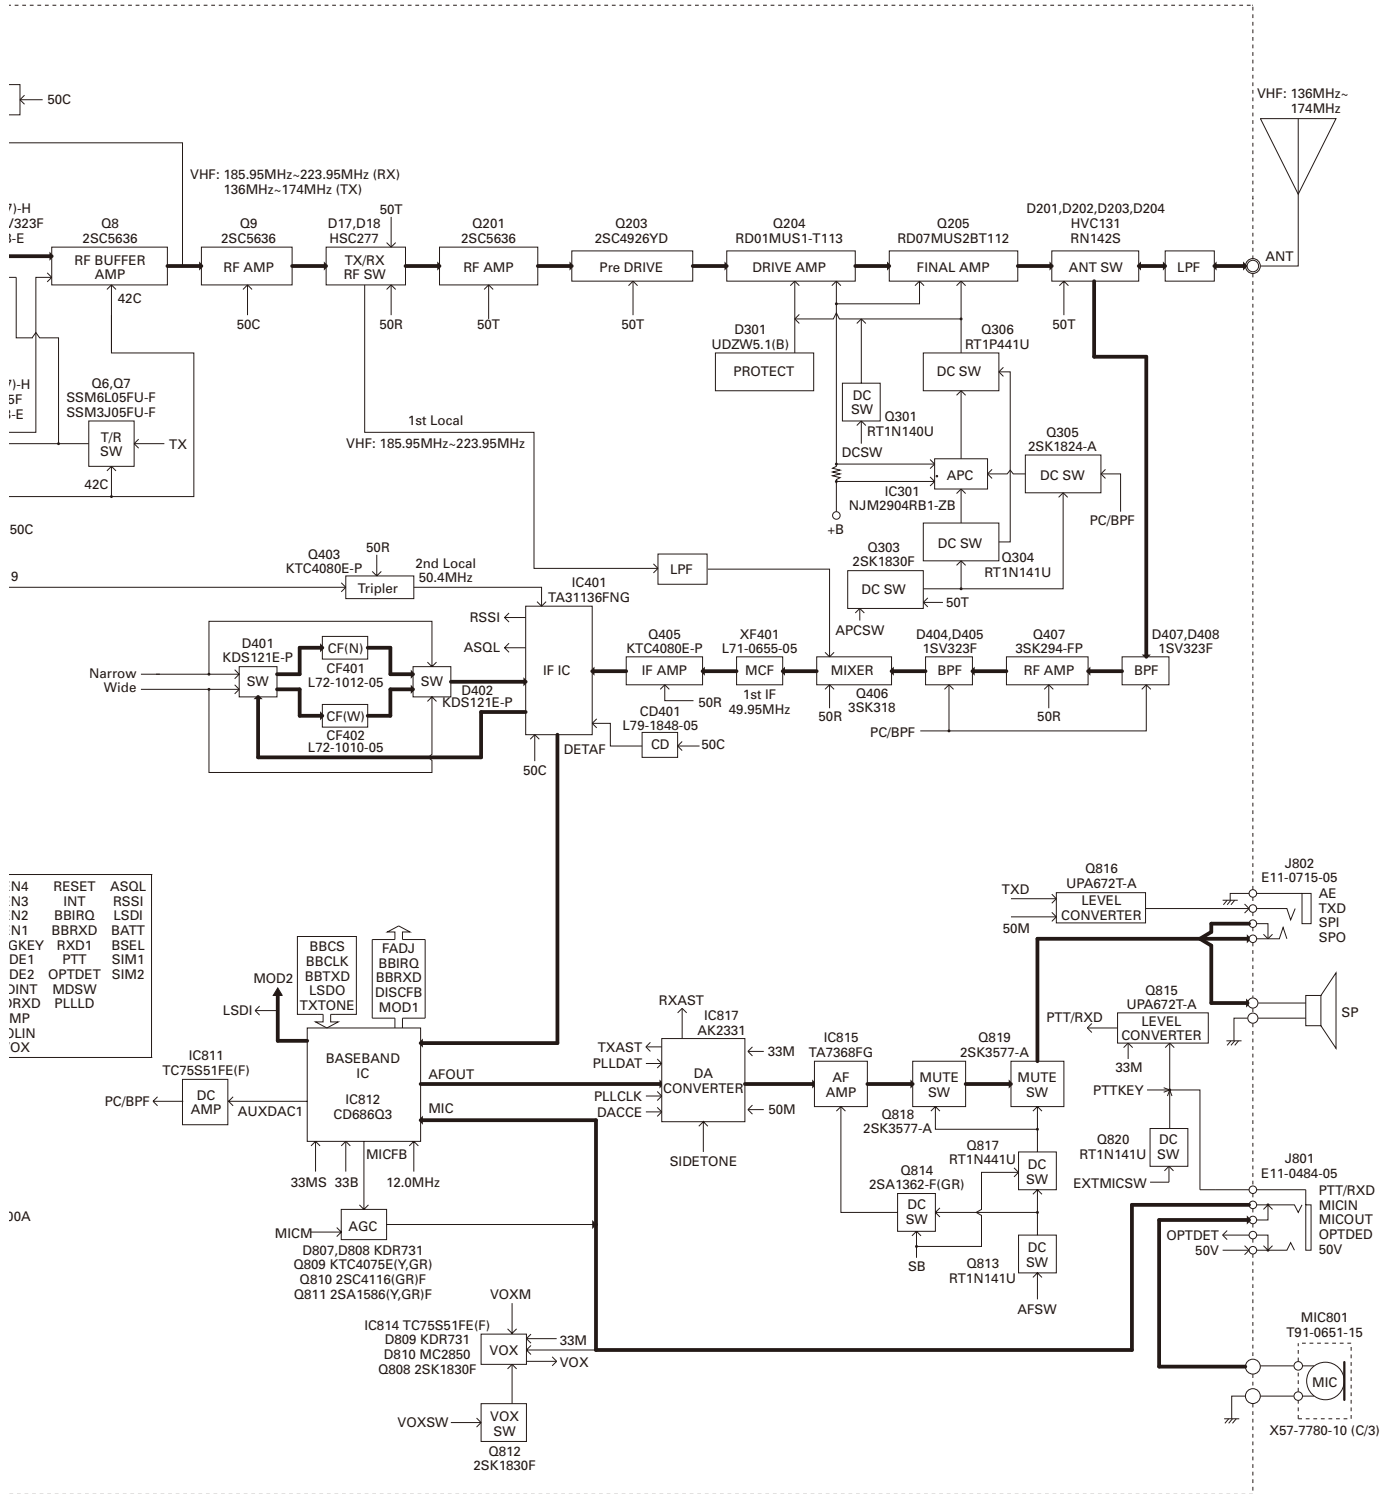 50C
VHF: 136MHz~
174MHz
VHF: 185.95MHz~223.95MHz (RX)
136MHz~174MHz (TX)
7)-H
/323F
-E
Q8
2SC5636
RF BUFFER
AMP
42C
Q9
2SC5636
RF AMP
50C
D17,D18
HSC277
50T
TX/RX
RF SW
50R
Q201
2SC5636
RF AMP
50T
Q203
2SC4926YD
Pre DRIVE
50T
Q204
RD01MUS1-T113
DRIVE AMP
Q205
RD07MUS2BT112
FINAL AMP
D201,D202,D203,D204
HVC131
RN142S
ANT SW
50T
LPF
ANT
D301
UDZW5.1(B)
PROTECT
Q306
RT1P441U
DC SW
DC
SW
Q301
RT1N140U
DCSW
Q305
2SK1824-A
DC SW
PC/BPF
APC
IC301
NJM2904RB1-ZB
+B
DC SW
Q304
RT1N141U
Q303
2SK1830F
DC SW
50T
APCSW
7)-H
5F
-E
Q6,Q7
SSM6L05FU-F
SSM3J05FU-F
T/R
SW
TX
42C
1st Local
VHF: 185.95MHz~223.95MHz
50C
9
Q403
KTC4080E-P
50R
Tripler
2nd Local
50.4MHz
LPF
IC401
TA31136FNG
RSSI
ASQL
IF IC
50C
DETAF
Narrow
Wide
D401
KDS121E-P
SW
CF(N)
CF401
L72-1012-05
CF(W)
CF402
L72-1010-05
SW
D402
KDS121E-P
Q405
KTC4080E-P
IF AMP
50R
XF401
L71-0655-05
MCF
1st IF
49.95MHz
CD401
L79-1848-05
CD
50C
MIXER
Q406
3SK318
50R
D404,D405
1SV323F
BPF
Q407
3SK294-FP
RF AMP
50R
D407,D408
1SV323F
BPF
PC/BPF
EN4 RESET ASQL
EN3 INT RSSI
EN2 BBIRQ LSDI
EN1 BBRXD BATT
GKEY RXD1 BSEL
DE1 PTT SIM1
DE2 OPTDET SIM2
INT MDSW
RXD PLLLD
MP
LIN
OX
00A
MOD2
LSDI
BBCS
BBCLK
BBTXD
LSDO
TXTONE
FADJ
BBIRQ
BBRXD
DISCFB
MOD1
BASEBAND
IC
IC812
CD686Q3
IC811
TC75S51FE(F)
DC
AMP
PC/BPF
AUXDAC1
AFOUT
MIC
33MS
33B
MICFB
12.0MHz
MICM
AGC
D807,D808 KDR731
Q809 KTC4075E(Y,GR)
Q810 2SC4116(GR)F
Q811 2SA1586(Y,GR)F
RXAST
IC817
AK2331
TXAST
PLLDAT
PLLCLK
DACCE
DA
CONVERTER
33M
50M
SIDETONE
IC815
TA7368FG
AF
AMP
MUTE
SW
Q818
2SK3577-A
Q819
2SK3577-A
MUTE
SW
Q817
RT1N441U
DC
SW
Q814
2SA1362-F(GR)
DC
SW
SB
Q813
RT1N141U
DC
SW
AFSW
Q816
UPA672T-A
LEVEL
CONVERTER
TXD
50M
J802
E11-0715-05
AE
TXD
SPI
SPO
SP
Q815
UPA672T-A
LEVEL
CONVERTER
PTT/RXD
33M
PTTKEY
Q820
RT1N141U
DC
SW
EXTMICSW
J801
E11-0484-05
PTT/RXD
MICIN
MICOUT
OPTDED
50V
OPTDET
50V
VOXM
IC814 TC75S51FE(F)
D809 KDR731
D810 MC2850
Q808 2SK1830F
VOX
33M
VOX
VOXSW
VOX
SW
Q812
2SK1830F
MIC801
T91-0651-15
MIC
X57-7780-10 (C/3)